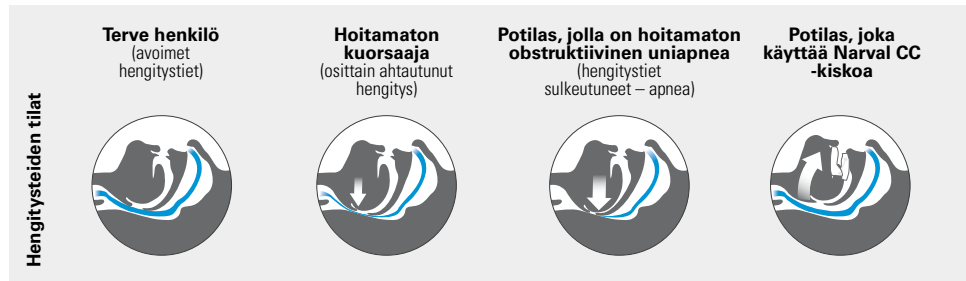 Hengitysteiden tilat
Terve henkilö
(avoimet
hengitystiet)
Hoitamaton
kuorsaaja
(osittain ahtautunut
hengitys)
Potilas, jolla on hoitamaton
obstruktiivinen uniapnea
(hengitystiet
sulkeutuneet – apnea)
Potilas, joka
käyttää Narval CC
-kiskoa